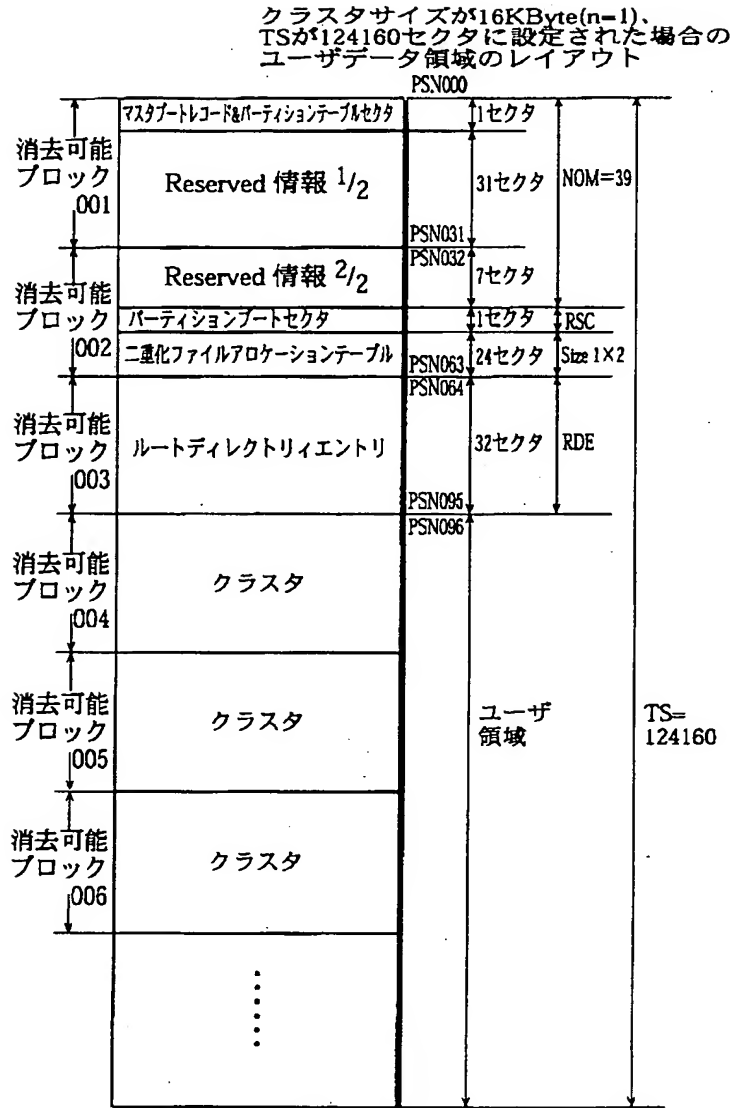 クラスタサイズが16KByte(n=1)、
TSが124160セクタに設定された場合の
ユーザデータ領域のレイアウト
PSN000
マスタブートレコード&パーティションテーブルセクタ
1セクタ
消去可能
ブロック
001
Reserved 情報 1/2
31セクタ
NOM=39
PSN031
PSN032
消去可能
ブロック
002
Reserved 情報 2/2
7セクタ
パーティションブートセクタ
1セクタ
RSC
二重化ファイルアロケーションテーブル
PSN063
24セクタ
Size 1×2
PSN064
消去可能
ブロック
003
ルートディレクトリィエントリ
32セクタ
RDE
PSN095
PSN096
消去可能
ブロック
004
クラスタ
消去可能
ブロック
005
クラスタ
ユーザ
領域
TS=
124160
消去可能
ブロック
006
クラスタ